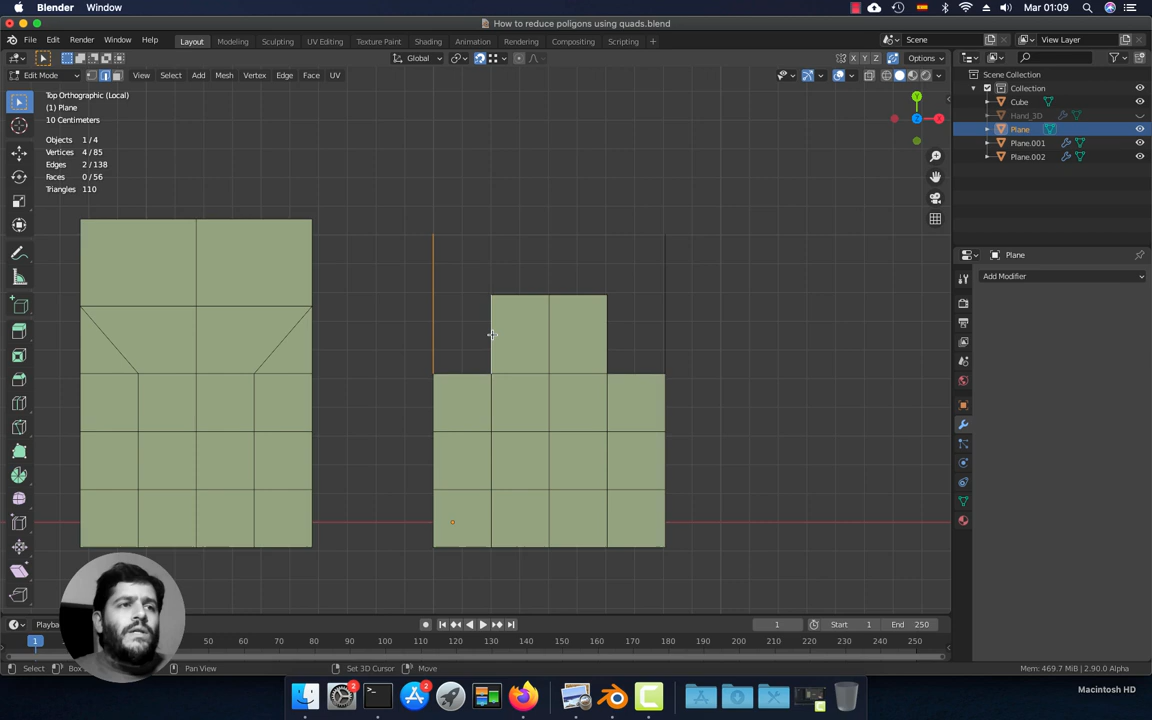 Blender Window Mar 01:09
How to reduce poligons using quads.blend
File Edit Render Window Help Layout Modeling Sculpting UV Editing Texture Paint Shading Animation Rendering Compositing Scripting + Scene View Layer
Global Options
Edit Mode View Select Add Mesh Vertex Edge Face UV
X Y Z
Top Orthographic (Local)
(1) Plane
10 Centimeters
Objects 1/4
Vertices 4/85
Edges 2/138
Faces 0/56
Triangles 110
Y
Z
X
Scene Collection
Collection
Cube
Hand_3D
Plane
Plane.001
Plane.002
Plane
Add Modifier
Playba
1 Start 1 End 250
1 50 60 70 80 90 100 110 120 130 140 150 160 170 180 190 200 210 220 230 240 250
Select Box Pan View Set 3D Cursor Move Mem: 469.7 MiB | 2.90.0 Alpha
2 2
Macintosh HD